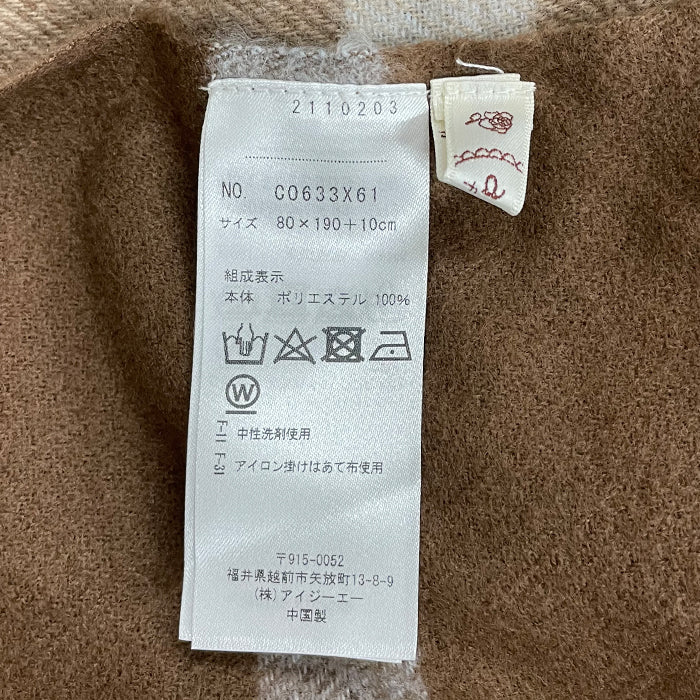 2110203
NO. C0633X61
サイズ 80×190+10cm
組成表示
本体 ポリエステル 100%
W
中性洗剤使用
アイロン掛けはあて布使用
〒915-0052
福井県越前市矢放町13-8-9
(株)アイジーエー
中国製